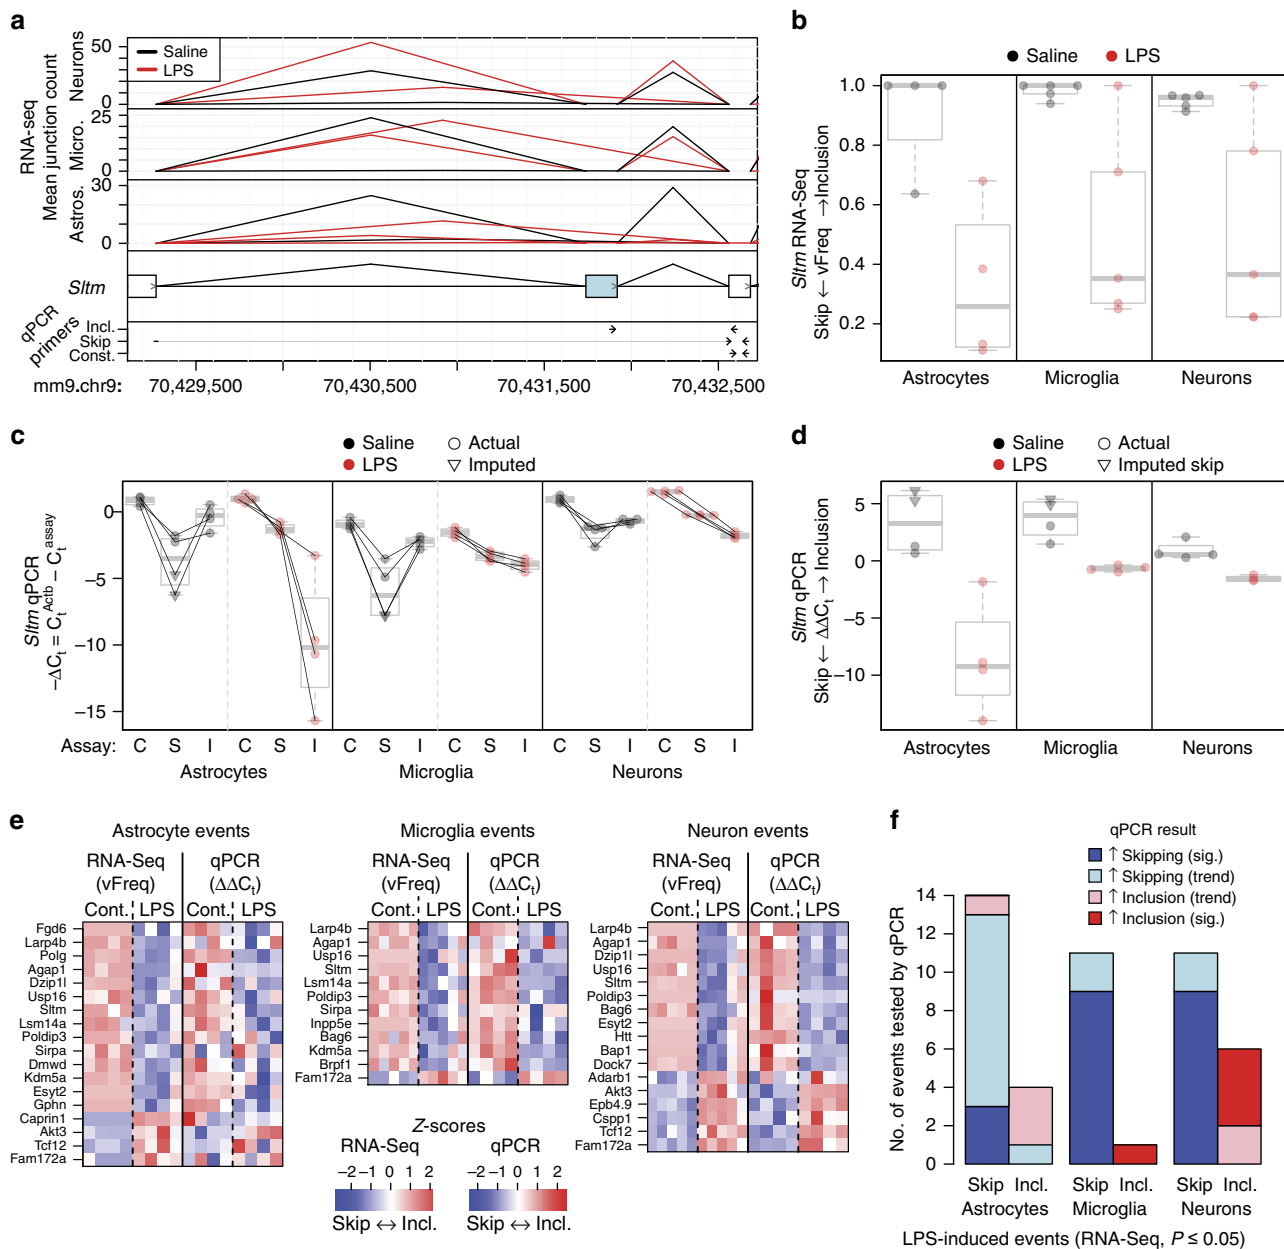 a
Saline
LPS
RNA-seq
Mean junction count
Neurons
50
0
Micro.
25
0
Astros.
30
0
Sltm
qPCR
primers
Incl.
Skip
Const.
mm9.chr9:
70,429,500
70,430,500
70,431,500
70,432,500
b
Saline
LPS
Sltm RNA-Seq
Skip ← vFreq → Inclusion
1.0
0.8
0.6
0.4
0.2
Astrocytes
Microglia
Neurons
c
Saline
Actual
LPS
Imputed
Sltm qPCR
−ΔCt = Ct^Actb − Ct^assay
0
−5
−10
−15
Assay:
C S I C S I C S I C S I C S I C S I
Astrocytes
Microglia
Neurons
d
Saline
Actual
LPS
Imputed skip
Sltm qPCR
Skip ← ΔΔCt → Inclusion
5
0
−5
−10
Astrocytes
Microglia
Neurons
e
Astrocyte events
RNA-Seq
(vFreq)
qPCR
(ΔΔCt)
Cont. LPS Cont. LPS
Fgd6
Larp4b
Polg
Agap1
Dzip1l
Usp16
Sltm
Lsm14a
Poldip3
Sirpa
Dmwd
Kdm5a
Esyt2
Gphn
Caprin1
Akt3
Tcf12
Fam172a
Microglia events
RNA-Seq
(vFreq)
qPCR
(ΔΔCt)
Cont. LPS Cont. LPS
Larp4b
Agap1
Usp16
Sltm
Lsm14a
Poldip3
Sirpa
Inpp5e
Bag6
Kdm5a
Brpf1
Fam172a
Z-scores
RNA-Seq
qPCR
−2 −1 0 1 2
−2 −1 0 1 2
Skip ↔ Incl.
Skip ↔ Incl.
Neuron events
RNA-Seq
(vFreq)
qPCR
(ΔΔCt)
Cont. LPS Cont. LPS
Larp4b
Agap1
Dzip1l
Usp16
Sltm
Poldip3
Bag6
Esyt2
Htt
Bap1
Dock7
Adarb1
Akt3
Epb4.9
Cspp1
Tcf12
Fam172a
f
qPCR result
↑ Skipping (sig.)
↑ Skipping (trend)
↑ Inclusion (trend)
↑ Inclusion (sig.)
No. of events tested by qPCR
14
12
10
8
6
4
2
0
Skip Incl. Skip Incl. Skip Incl.
Astrocytes Microglia Neurons
LPS-induced events (RNA-Seq, P ≤ 0.05)